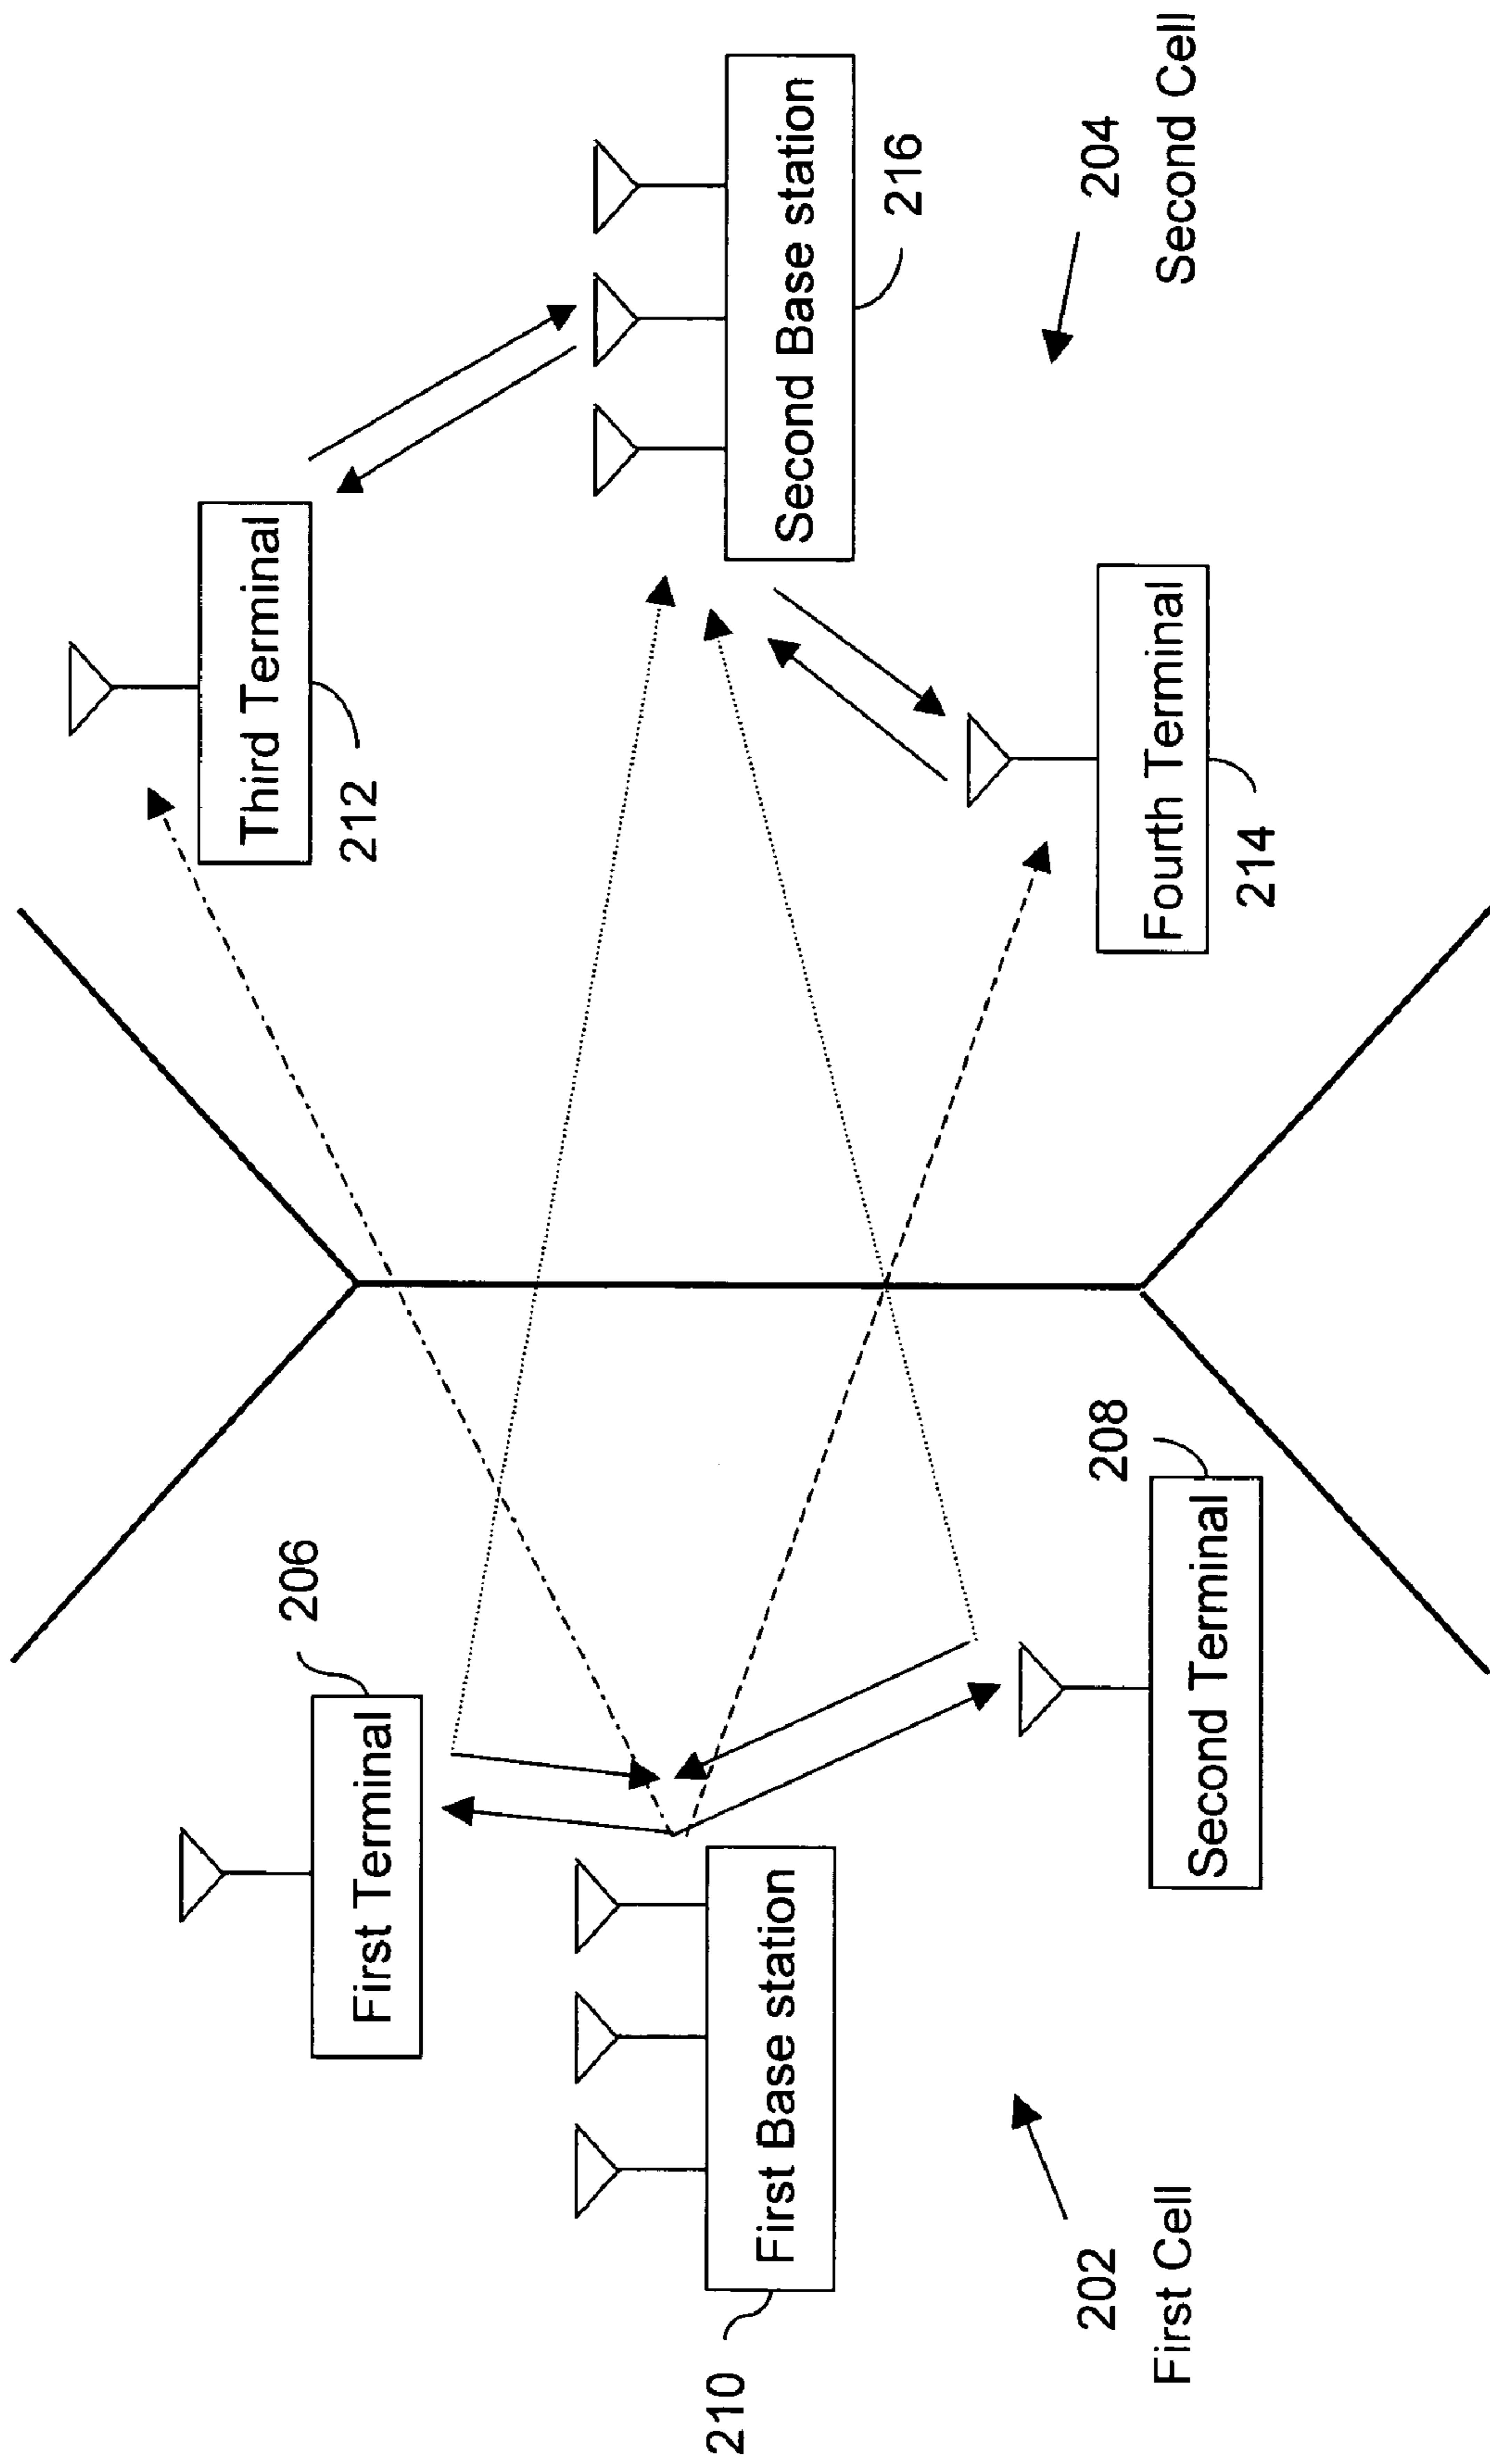 First Terminal
206
First Base station
210
Second Terminal
208
202
First Cell
Third Terminal
212
Second Base station
216
Fourth Terminal
214
204
Second Cell